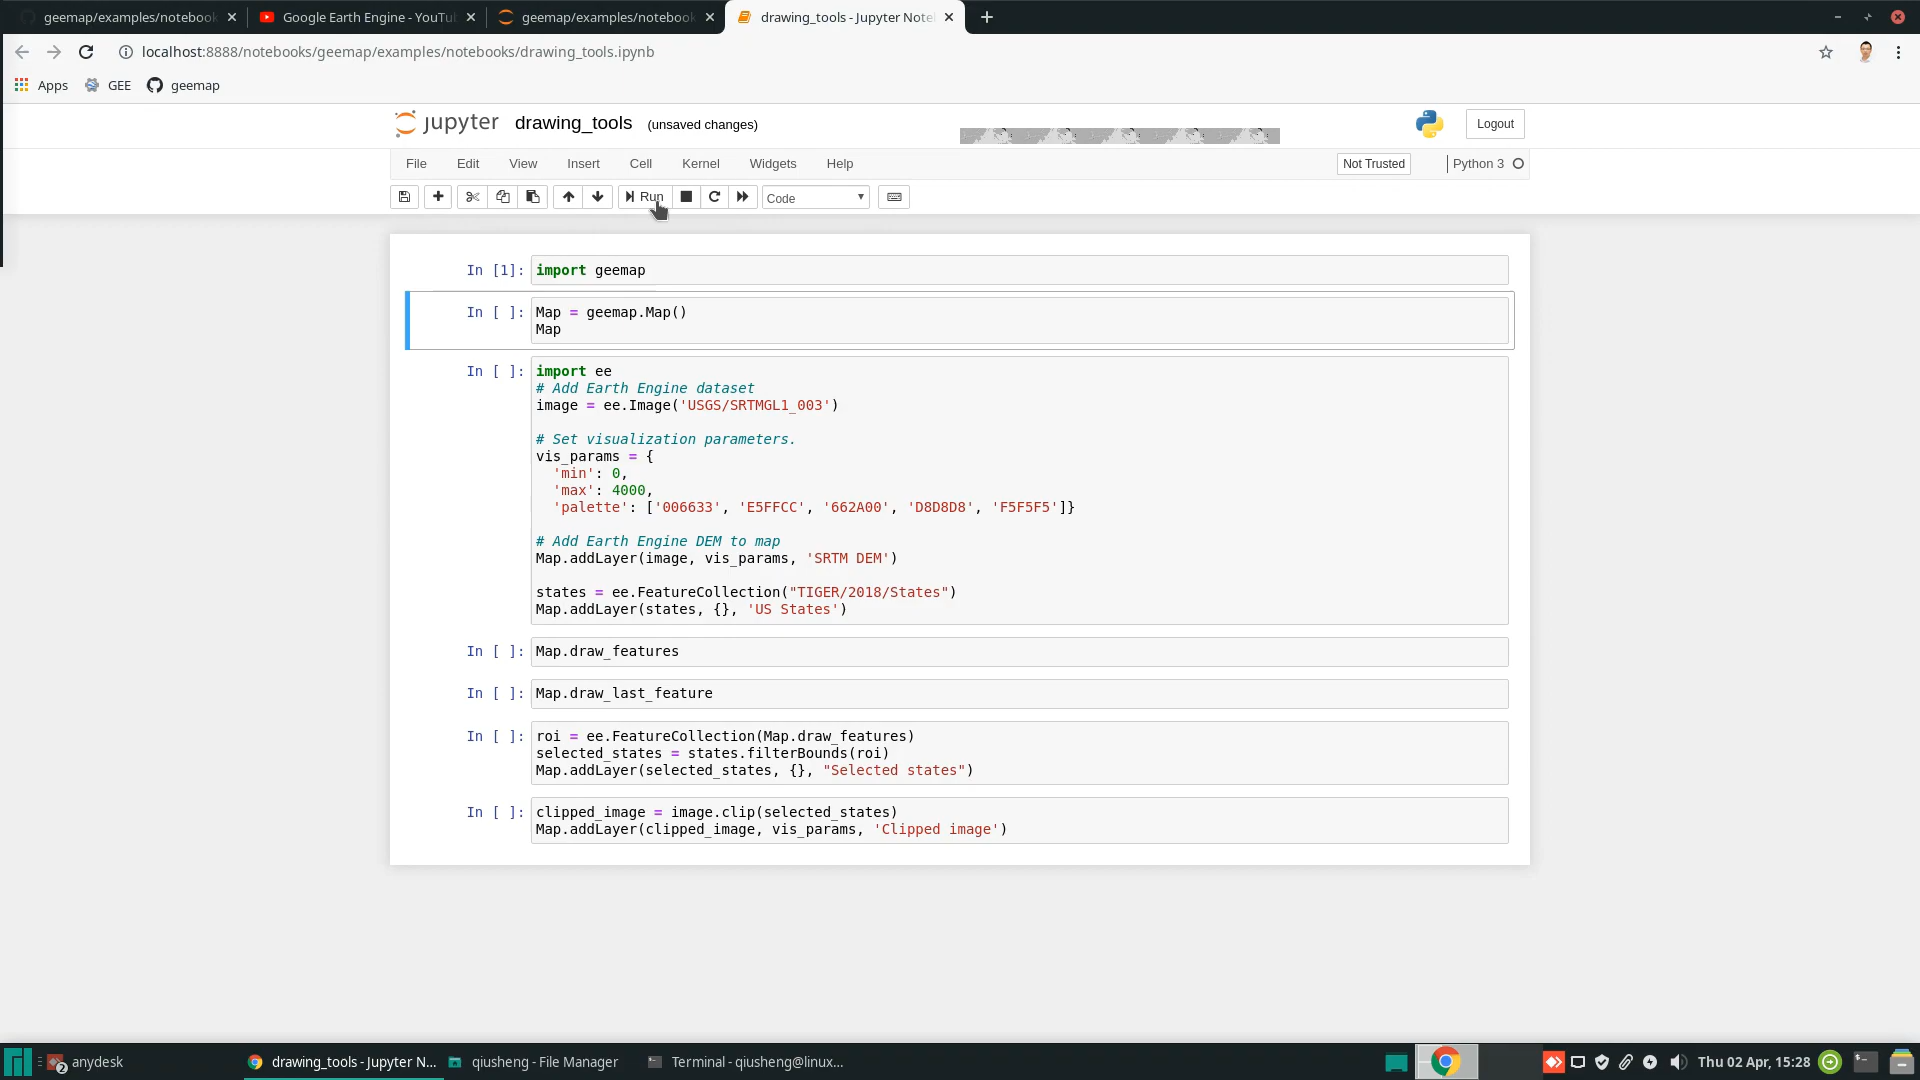 geemap/examples/notebook
Google Earth Engine - YouTu
geemap/examples/notebook
drawing_tools - Jupyter Note
localhost:8888/notebooks/geemap/examples/notebooks/drawing_tools.ipynb
Apps GEE geemap
jupyter drawing_tools (unsaved changes)
Logout
File Edit View Insert Cell Kernel Widgets Help
Not Trusted
Python 3
Run
Code
In [1]: import geemap
In [ ]: Map = geemap.Map()
Map
In [ ]: import ee
# Add Earth Engine dataset
image = ee.Image('USGS/SRTMGL1_003')
# Set visualization parameters.
vis_params = {
'min': 0,
'max': 4000,
'palette': ['006633', 'E5FFCC', '662A00', 'D8D8D8', 'F5F5F5']}
# Add Earth Engine DEM to map
Map.addLayer(image, vis_params, 'SRTM DEM')
states = ee.FeatureCollection("TIGER/2018/States")
Map.addLayer(states, {}, 'US States')
In [ ]: Map.draw_features
In [ ]: Map.draw_last_feature
In [ ]: roi = ee.FeatureCollection(Map.draw_features)
selected_states = states.filterBounds(roi)
Map.addLayer(selected_states, {}, "Selected states")
In [ ]: clipped_image = image.clip(selected_states)
Map.addLayer(clipped_image, vis_params, 'Clipped image')
2 anydesk
drawing_tools - Jupyter N...
qiusheng - File Manager
Terminal - qiusheng@linux...
Thu 02 Apr, 15:28